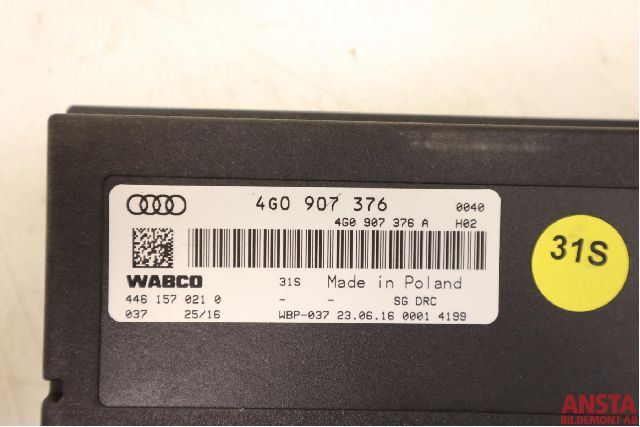 4G0 907 376 0040
4G0 907 376 A H02
WABCO 31S Made in Poland
446 157 021 0 - - SG DRC
037 25/16 WBP-037 23.06.16 0001 4199
31S
ANSTA
BILDEMONT AB